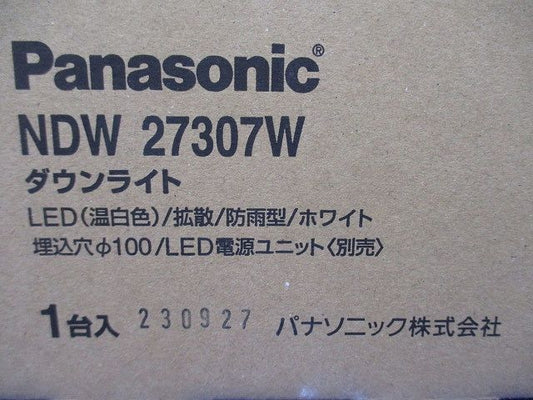 Panasonic®
NDW 27307W
ダウンライト
LED(温白色)/拡散/防雨型/ホワイト
埋込穴φ100/LED電源ユニット〈別売〉
1台入 230927 パナソニック株式会社